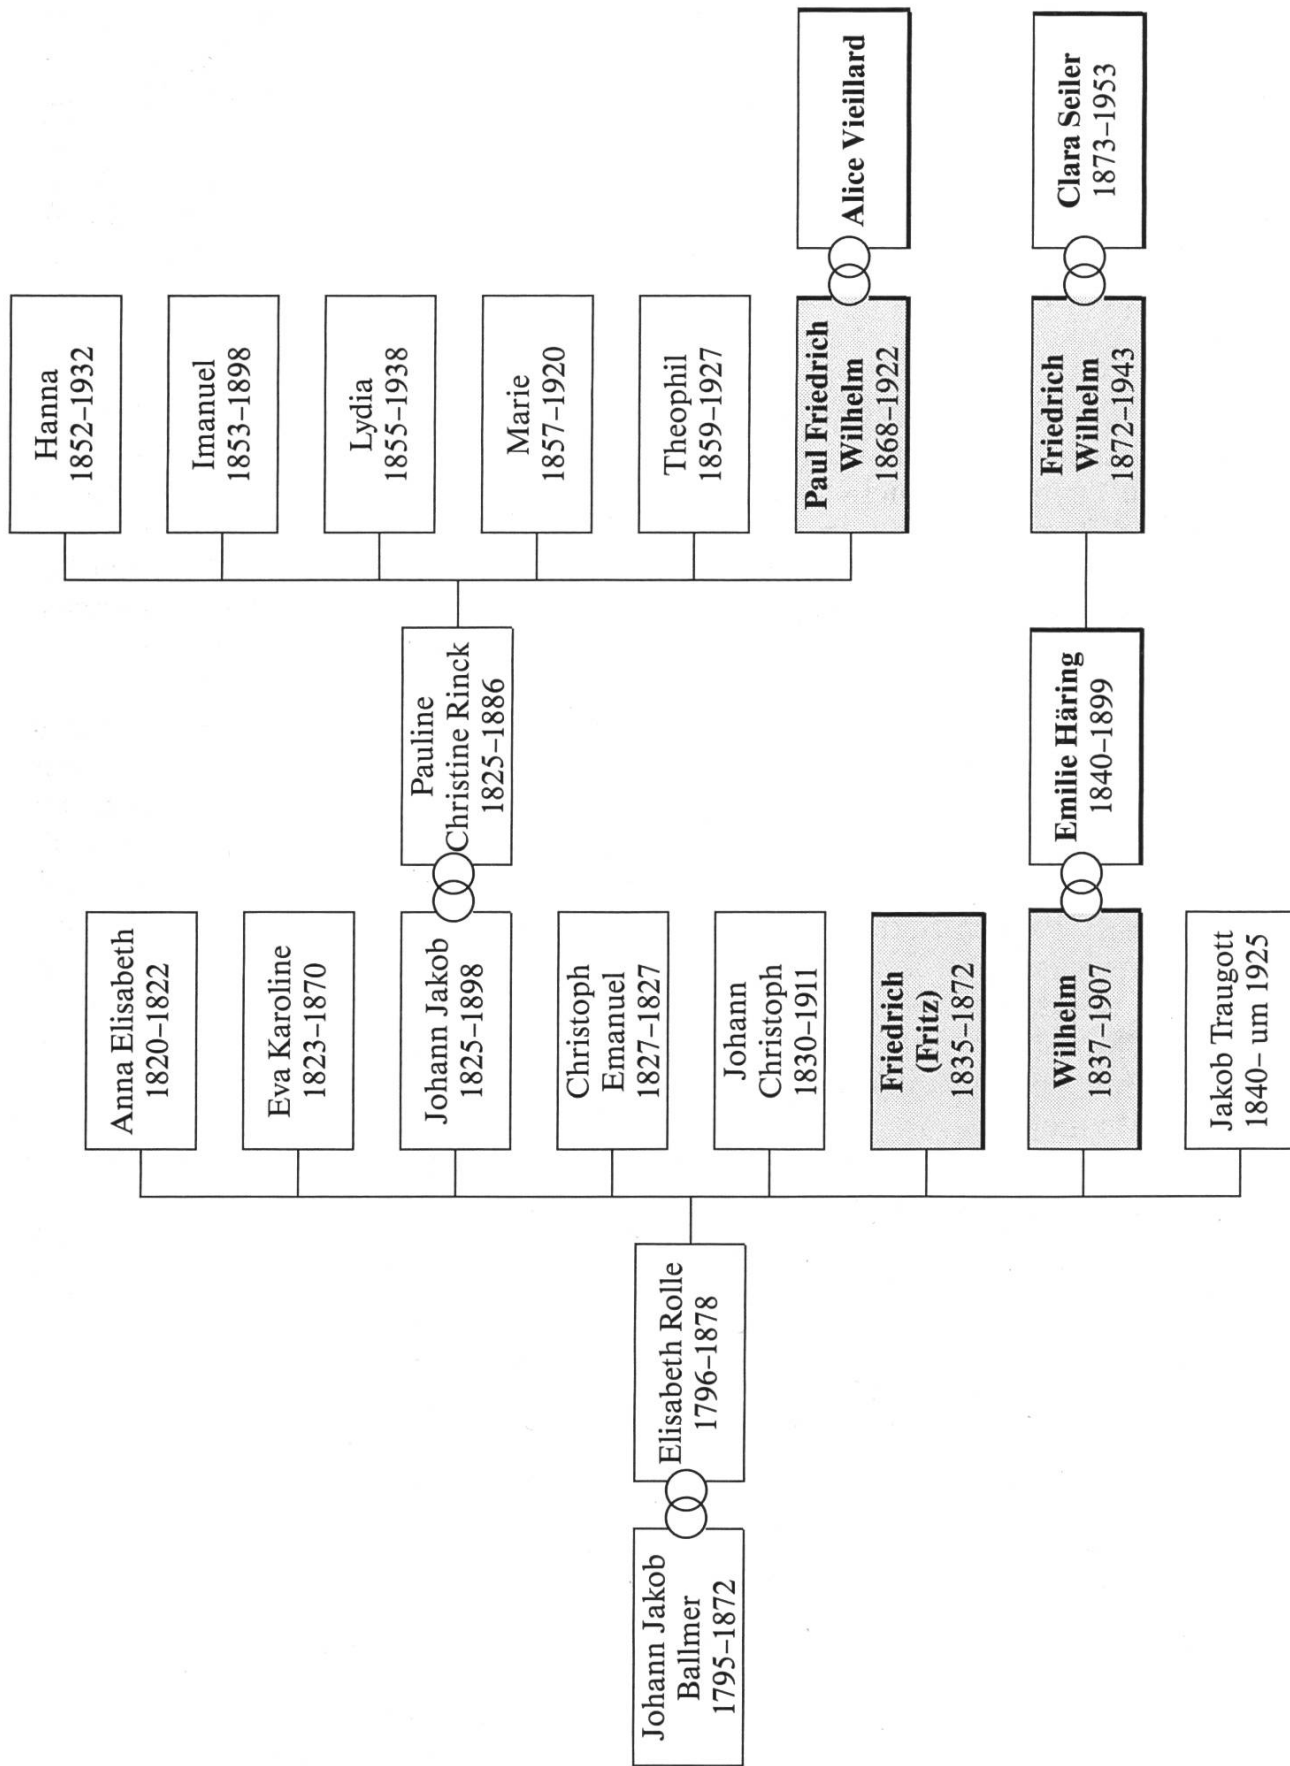 Johann Jakob
Ballmer
1795–1872
Elisabeth Rolle
1796–1878
Anna Elisabeth
1820–1822
Eva Karoline
1823–1870
Johann Jakob
1825–1898
Christoph
Emanuel
1827–1827
Johann
Christoph
1830–1911
Friedrich
(Fritz)
1835–1872
Wilhelm
1837–1907
Jakob Traugott
1840– um 1925
Pauline
Christine Rinck
1825–1886
Emilie Häring
1840–1899
Hanna
1852–1932
Imanuel
1853–1898
Lydia
1855–1938
Marie
1857–1920
Theophil
1859–1927
Paul Friedrich
Wilhelm
1868–1922
Friedrich
Wilhelm
1872–1943
Alice Vieillard
Clara Seiler
1873–1953